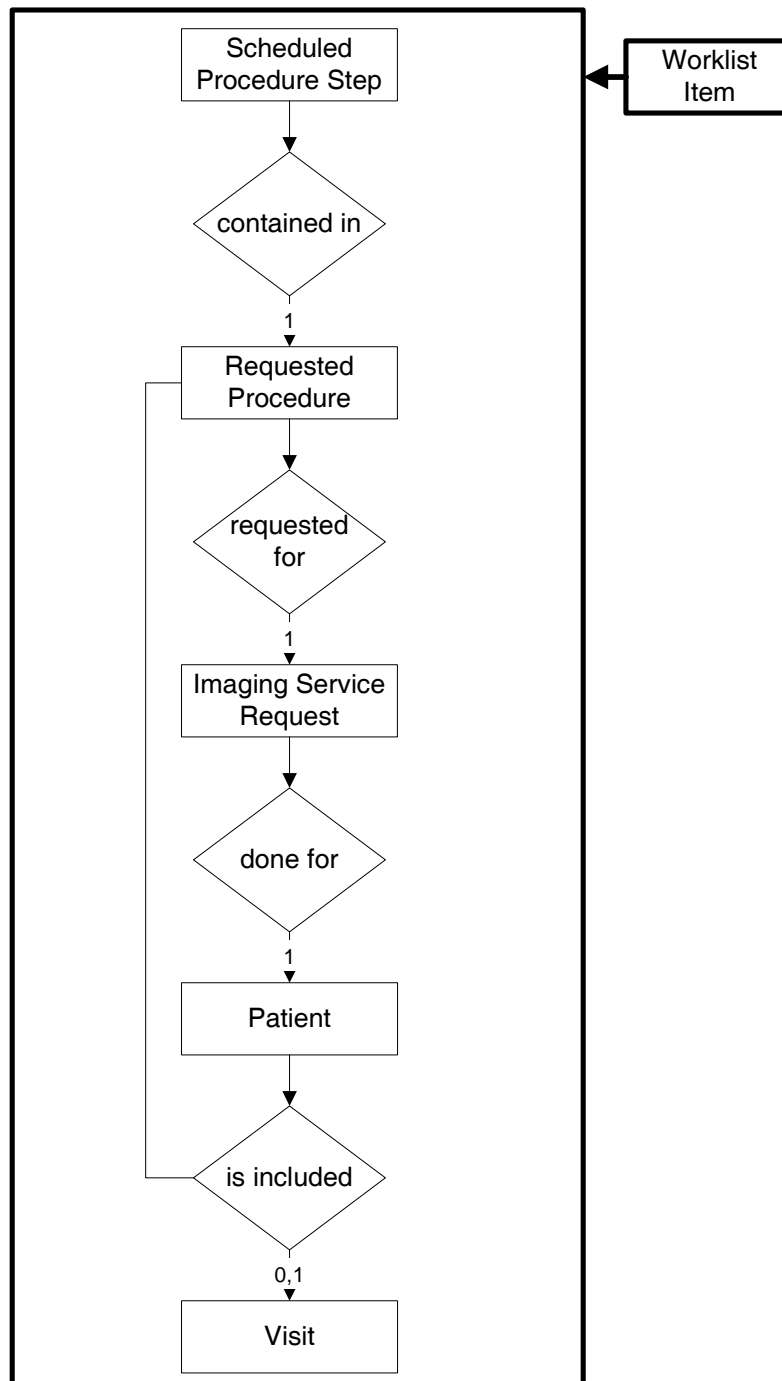 Scheduled
Procedure Step
Worklist
Item
contained in
1
Requested
Procedure
requested
for
1
Imaging Service
Request
done for
1
Patient
is included
0,1
Visit